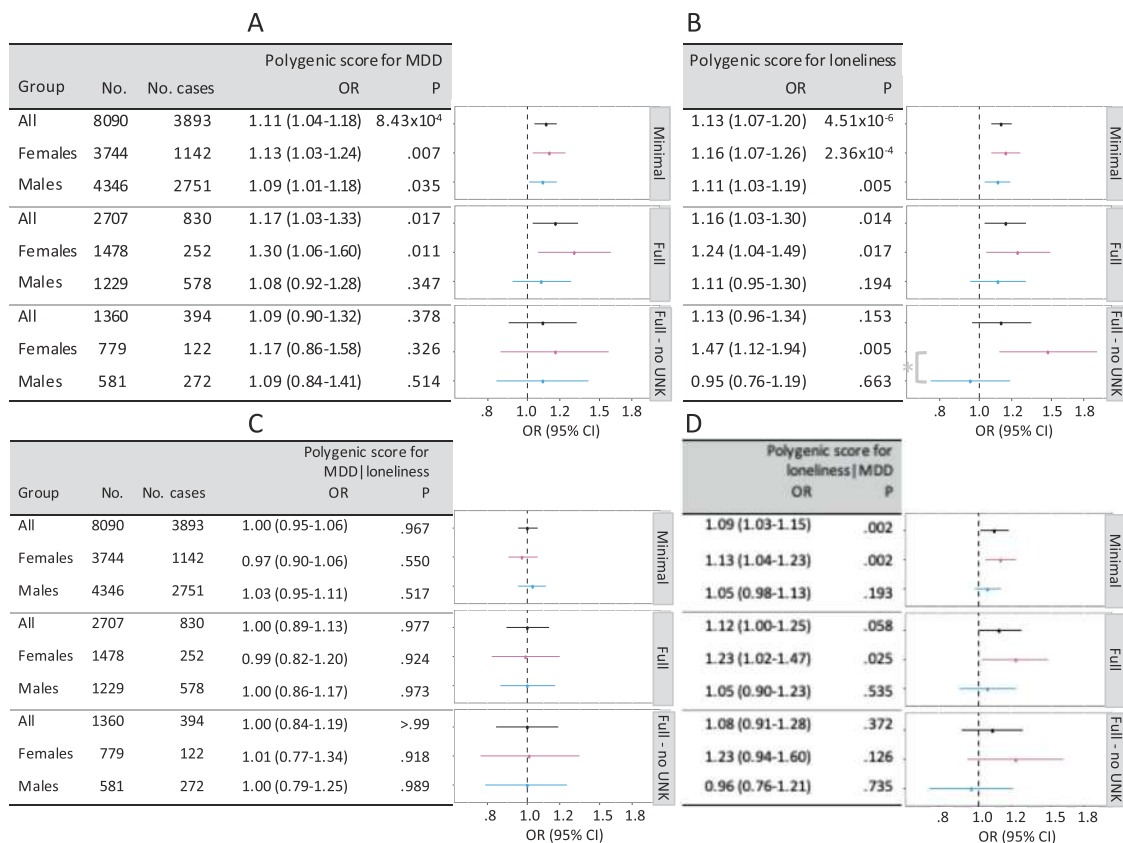 A
Polygenic score for MDD
Group No. No. cases OR P
All 8090 3893 1.11 (1.04-1.18) 8.43x10⁴
Females 3744 1142 1.13 (1.03-1.24) .007
Males 4346 2751 1.09 (1.01-1.18) .035
All 2707 830 1.17 (1.03-1.33) .017
Females 1478 252 1.30 (1.06-1.60) .011
Males 1229 578 1.08 (0.92-1.28) .347
All 1360 394 1.09 (0.90-1.32) .378
Females 779 122 1.17 (0.86-1.58) .326
Males 581 272 1.09 (0.84-1.41) .514
Minimal
Full
Full - no UNK
.8 1.0 1.2 1.5 1.8
OR (95% CI)
B
Polygenic score for loneliness
OR P
1.13 (1.07-1.20) 4.51x10⁻⁶
1.16 (1.07-1.26) 2.36x10⁻⁴
1.11 (1.03-1.19) .005
1.16 (1.03-1.30) .014
1.24 (1.04-1.49) .017
1.11 (0.95-1.30) .194
1.13 (0.96-1.34) .153
1.47 (1.12-1.94) .005
0.95 (0.76-1.19) .663
*
Minimal
Full
Full - no UNK
.8 1.0 1.2 1.5 1.8
OR (95% CI)
C
Polygenic score for
MDD|loneliness
Group No. No. cases OR P
All 8090 3893 1.00 (0.95-1.06) .967
Females 3744 1142 0.97 (0.90-1.06) .550
Males 4346 2751 1.03 (0.95-1.11) .517
All 2707 830 1.00 (0.89-1.13) .977
Females 1478 252 0.99 (0.82-1.20) .924
Males 1229 578 1.00 (0.86-1.17) .973
All 1360 394 1.00 (0.84-1.19) >.99
Females 779 122 1.01 (0.77-1.34) .918
Males 581 272 1.00 (0.79-1.25) .989
Minimal
Full
Full - no UNK
.8 1.0 1.2 1.5 1.8
OR (95% CI)
D
Polygenic score for
loneliness|MDD
OR P
1.09 (1.03-1.15) .002
1.13 (1.04-1.23) .002
1.05 (0.98-1.13) .193
1.12 (1.00-1.25) .058
1.23 (1.02-1.47) .025
1.05 (0.90-1.23) .535
1.08 (0.91-1.28) .372
1.23 (0.94-1.60) .126
0.96 (0.76-1.21) .735
Minimal
Full
Full - no UNK
.8 1.0 1.2 1.5 1.8
OR (95% CI)